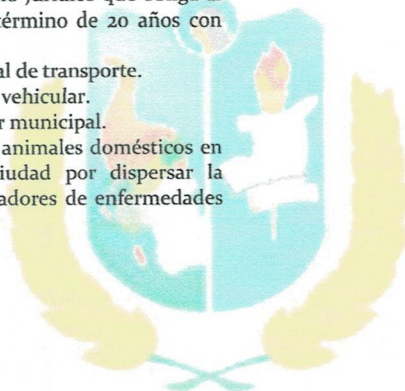 término de 20 años con
al de transporte.
vehicular.
r municipal.
animales domésticos en
iudad por dispersar la
adores de enfermedades